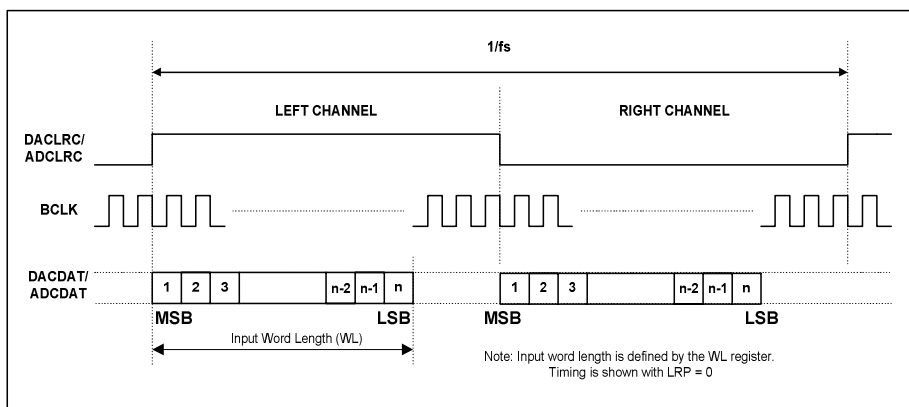 1/fs
LEFT CHANNEL
RIGHT CHANNEL
DACLRC/
ADCLRC
BCLK
DACDAT/
ADCDAT
1 2 3 n-2 n-1 n 1 2 3 n-2 n-1 n
MSB LSB MSB LSB
Input Word Length (WL)
Note: Input word length is defined by the WL register.
Timing is shown with LRP = 0